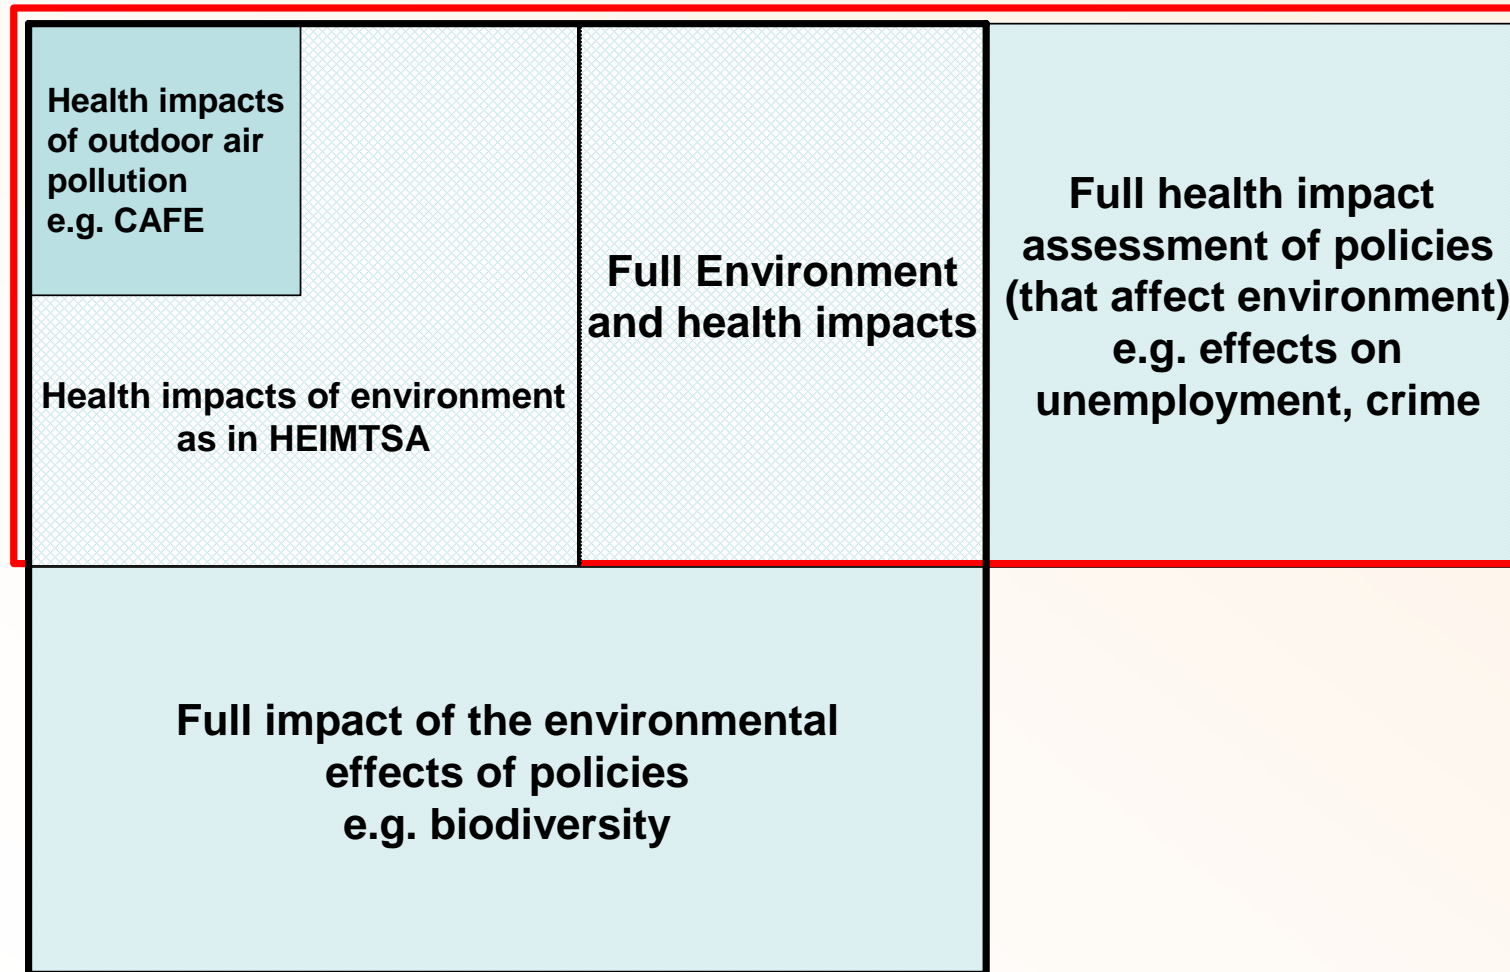 Health impacts
of outdoor air
pollution
e.g. CAFE
Health impacts of environment
as in HEIMTSA
Full Environment
and health impacts
Full health impact
assessment of policies
(that affect environment)
e.g. effects on
unemployment, crime
Full impact of the environmental
effects of policies
e.g. biodiversity